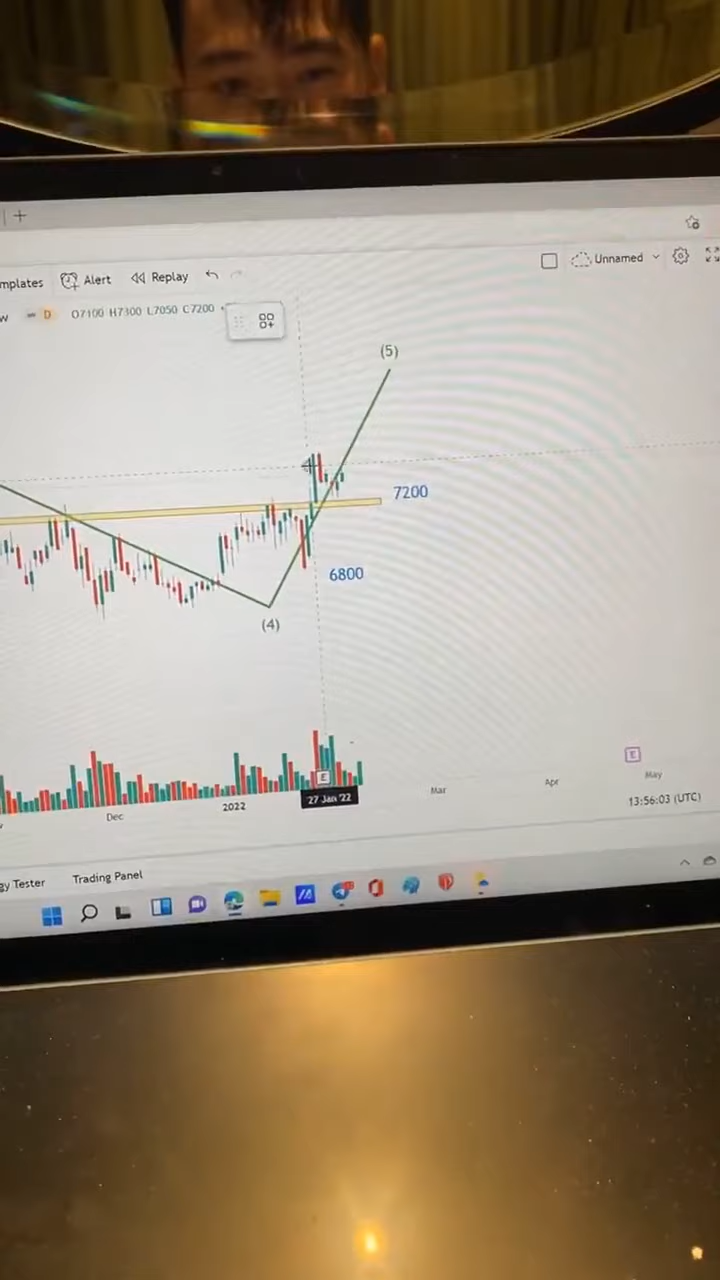 mplates Alert Replay Unnamed
w D O7100 H7300 L7050 C7200
(5)
7200
6800
(4)
E
E
Dec 2022 27 Jan '22 Mar Apr May
13:56:03 (UTC)
gy Tester Trading Panel